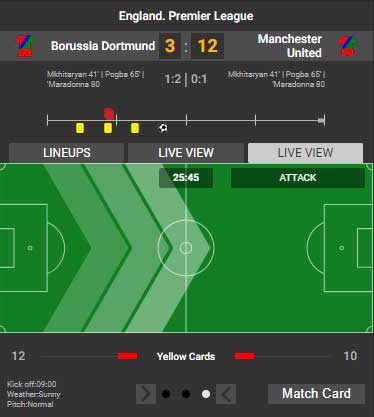 England. Premier League
Borussia Dortmund 3 : 12 Manchester United
Mkhitaryan 41' | Pogba 65' |
'Maradonna 80
1:2 | 0:1
Mkhitaryan 41' | Pogba 65' |
'Maradonna 80
LINEUPS LIVE VIEW LIVE VIEW
25:45 ATTACK
12 Yellow Cards 10
Kick off:09:00
Weather:Sunny
Pitch:Normal
Match Card